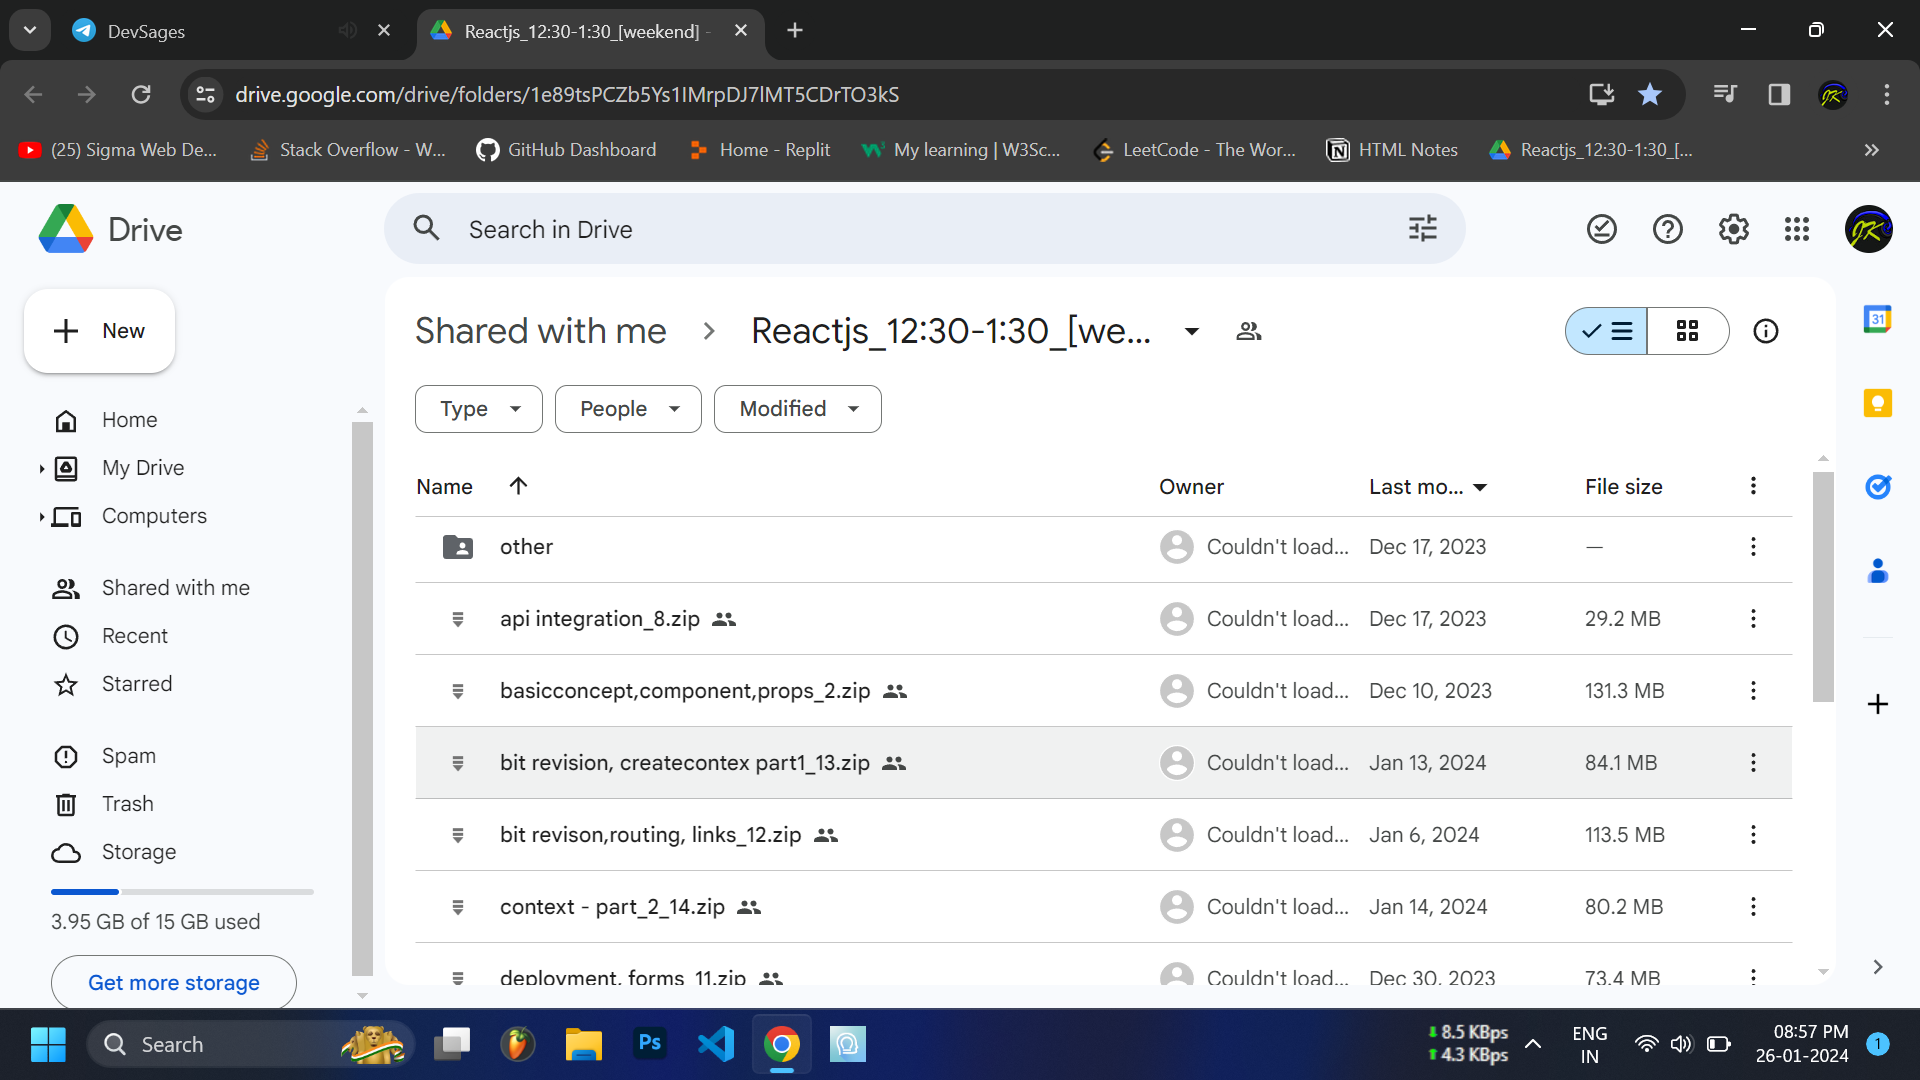 DevSages
Reactjs_12:30-1:30_[weekend] -
drive.google.com/drive/folders/1e89tsPCZb5Ys1IMrpDJ7lMT5CDrTO3kS
(25) Sigma Web De...
Stack Overflow - W...
GitHub Dashboard
Home - Replit
My learning | W3Sc...
LeetCode - The Wor...
HTML Notes
Reactjs_12:30-1:30_[...
Drive
Search in Drive
New
Home
My Drive
Computers
Shared with me
Recent
Starred
Spam
Trash
Storage
3.95 GB of 15 GB used
Get more storage
Shared with me
Reactjs_12:30-1:30_[we...
Type
People
Modified
Name Owner Last mo... File size
other Couldn't load... Dec 17, 2023 —
api integration_8.zip Couldn't load... Dec 17, 2023 29.2 MB
basicconcept,component,props_2.zip Couldn't load... Dec 10, 2023 131.3 MB
bit revision, createcontex part1_13.zip Couldn't load... Jan 13, 2024 84.1 MB
bit revison,routing, links_12.zip Couldn't load... Jan 6, 2024 113.5 MB
context - part_2_14.zip Couldn't load... Jan 14, 2024 80.2 MB
deployment, forms_11.zip Couldn't load... Dec 30, 2023 73.4 MB
31
Search
Ps
8.5 KBps
4.3 KBps
ENG
IN
08:57 PM
26-01-2024
1